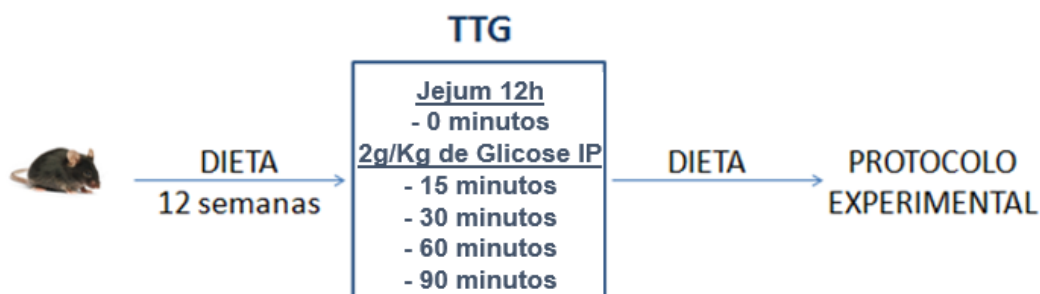 TTG
Jejum 12h
- 0 minutos
2g/Kg de Glicose IP
- 15 minutos
- 30 minutos
- 60 minutos
- 90 minutos
DIETA
12 semanas
DIETA
PROTOCOLO
EXPERIMENTAL